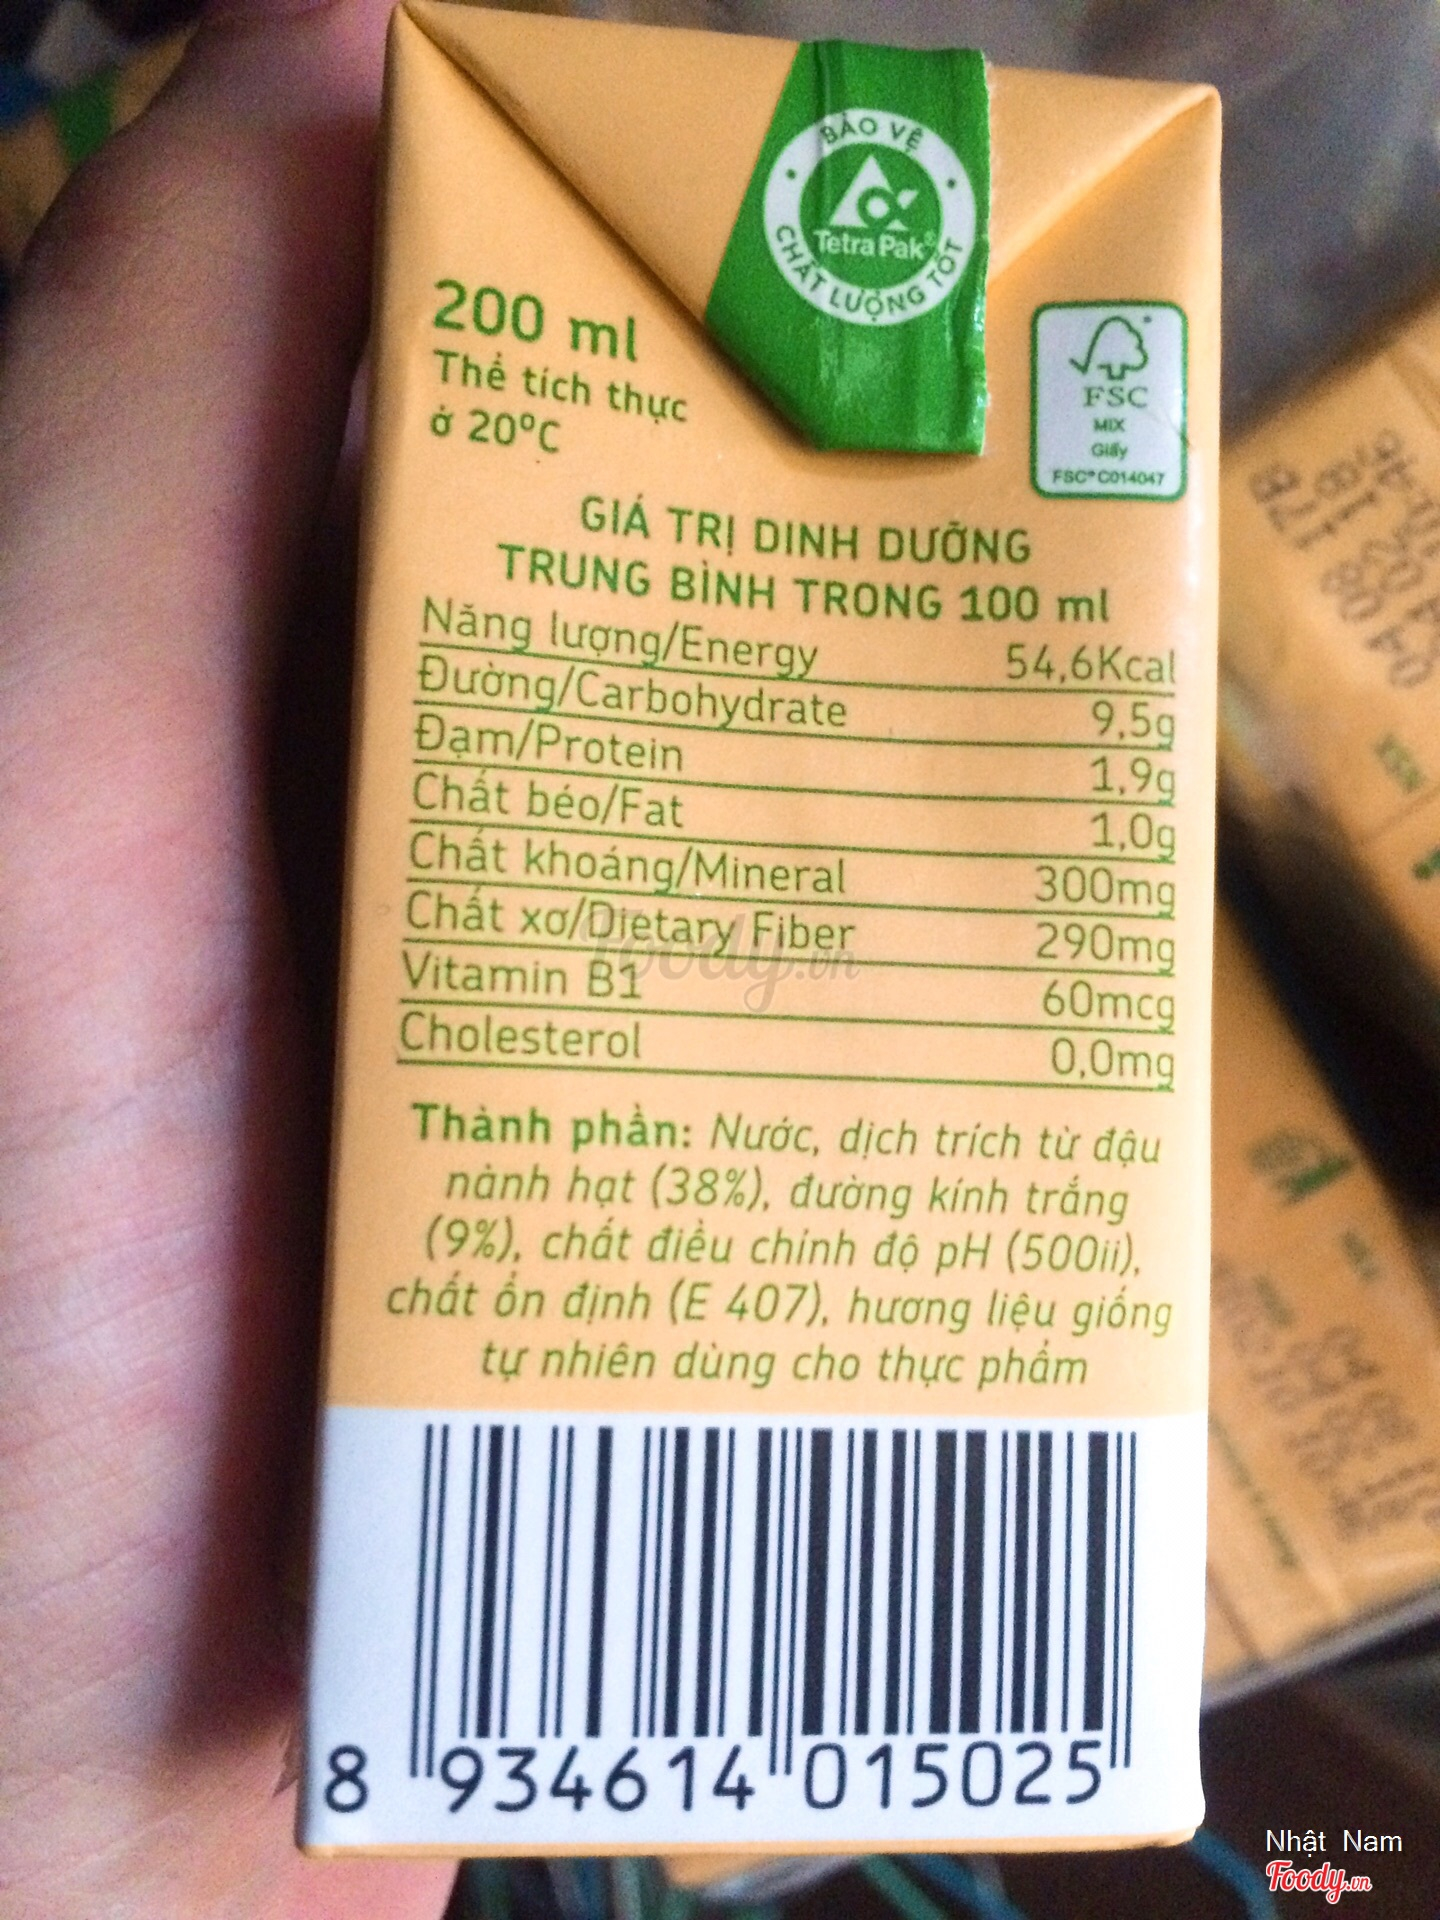 BẢO VỆ
Tetra Pak®
CHẤT LƯỢNG TỐT
200 ml
Thể tích thực
ở 20°C
FSC
MIX
Giấy
FSC® C014047
GIÁ TRỊ DINH DƯỠNG
TRUNG BÌNH TRONG 100 ml
Năng lượng/Energy 54,6Kcal
Đường/Carbohydrate 9,5g
Đạm/Protein 1,9g
Chất béo/Fat 1,0g
Chất khoáng/Mineral 300mg
Chất xơ/Dietary Fiber 290mg
Vitamin B1 60mcg
Cholesterol 0,0mg
Foody.vn
Thành phần: Nước, dịch trích từ đậu
nành hạt (38%), đường kính trắng
(9%), chất điều chỉnh độ pH (500ii),
chất ổn định (E 407), hương liệu giống
tự nhiên dùng cho thực phẩm
8 934614 015025
Nhật Nam
Foody.vn